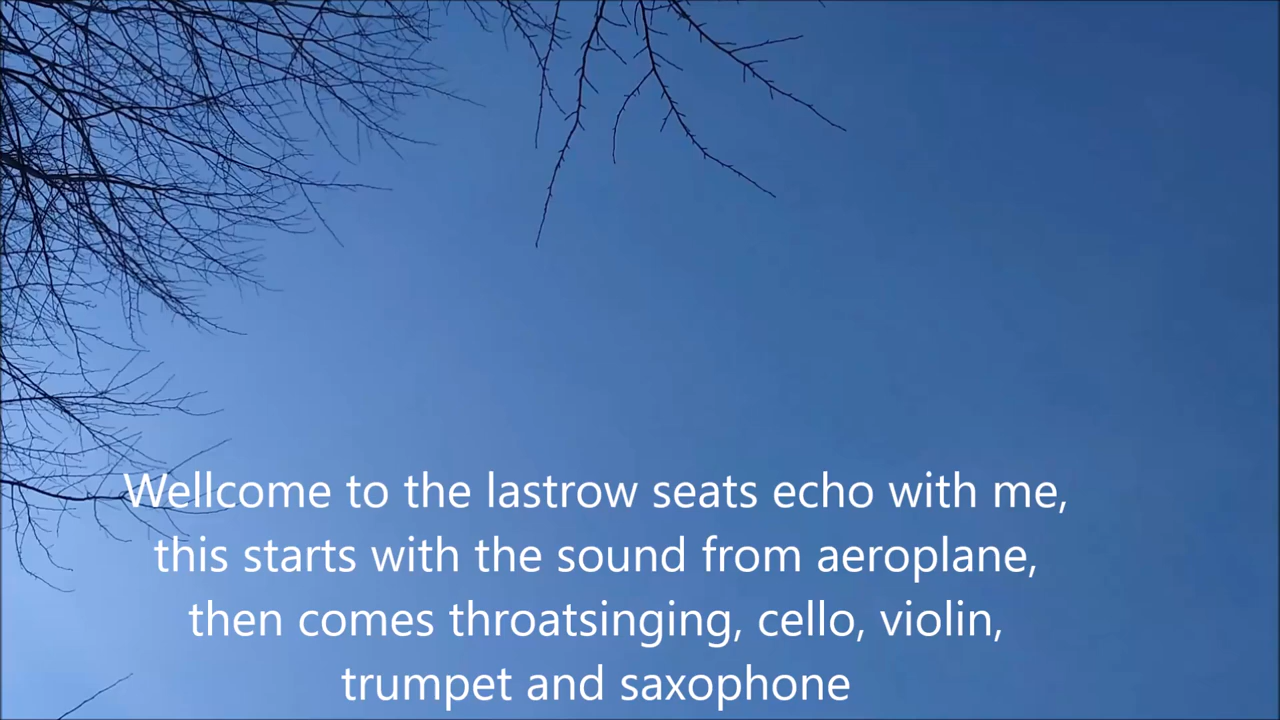 Wellcome to the lastrow seats echo with me,
this starts with the sound from aeroplane,
then comes throatsinging, cello, violin,
trumpet and saxophone